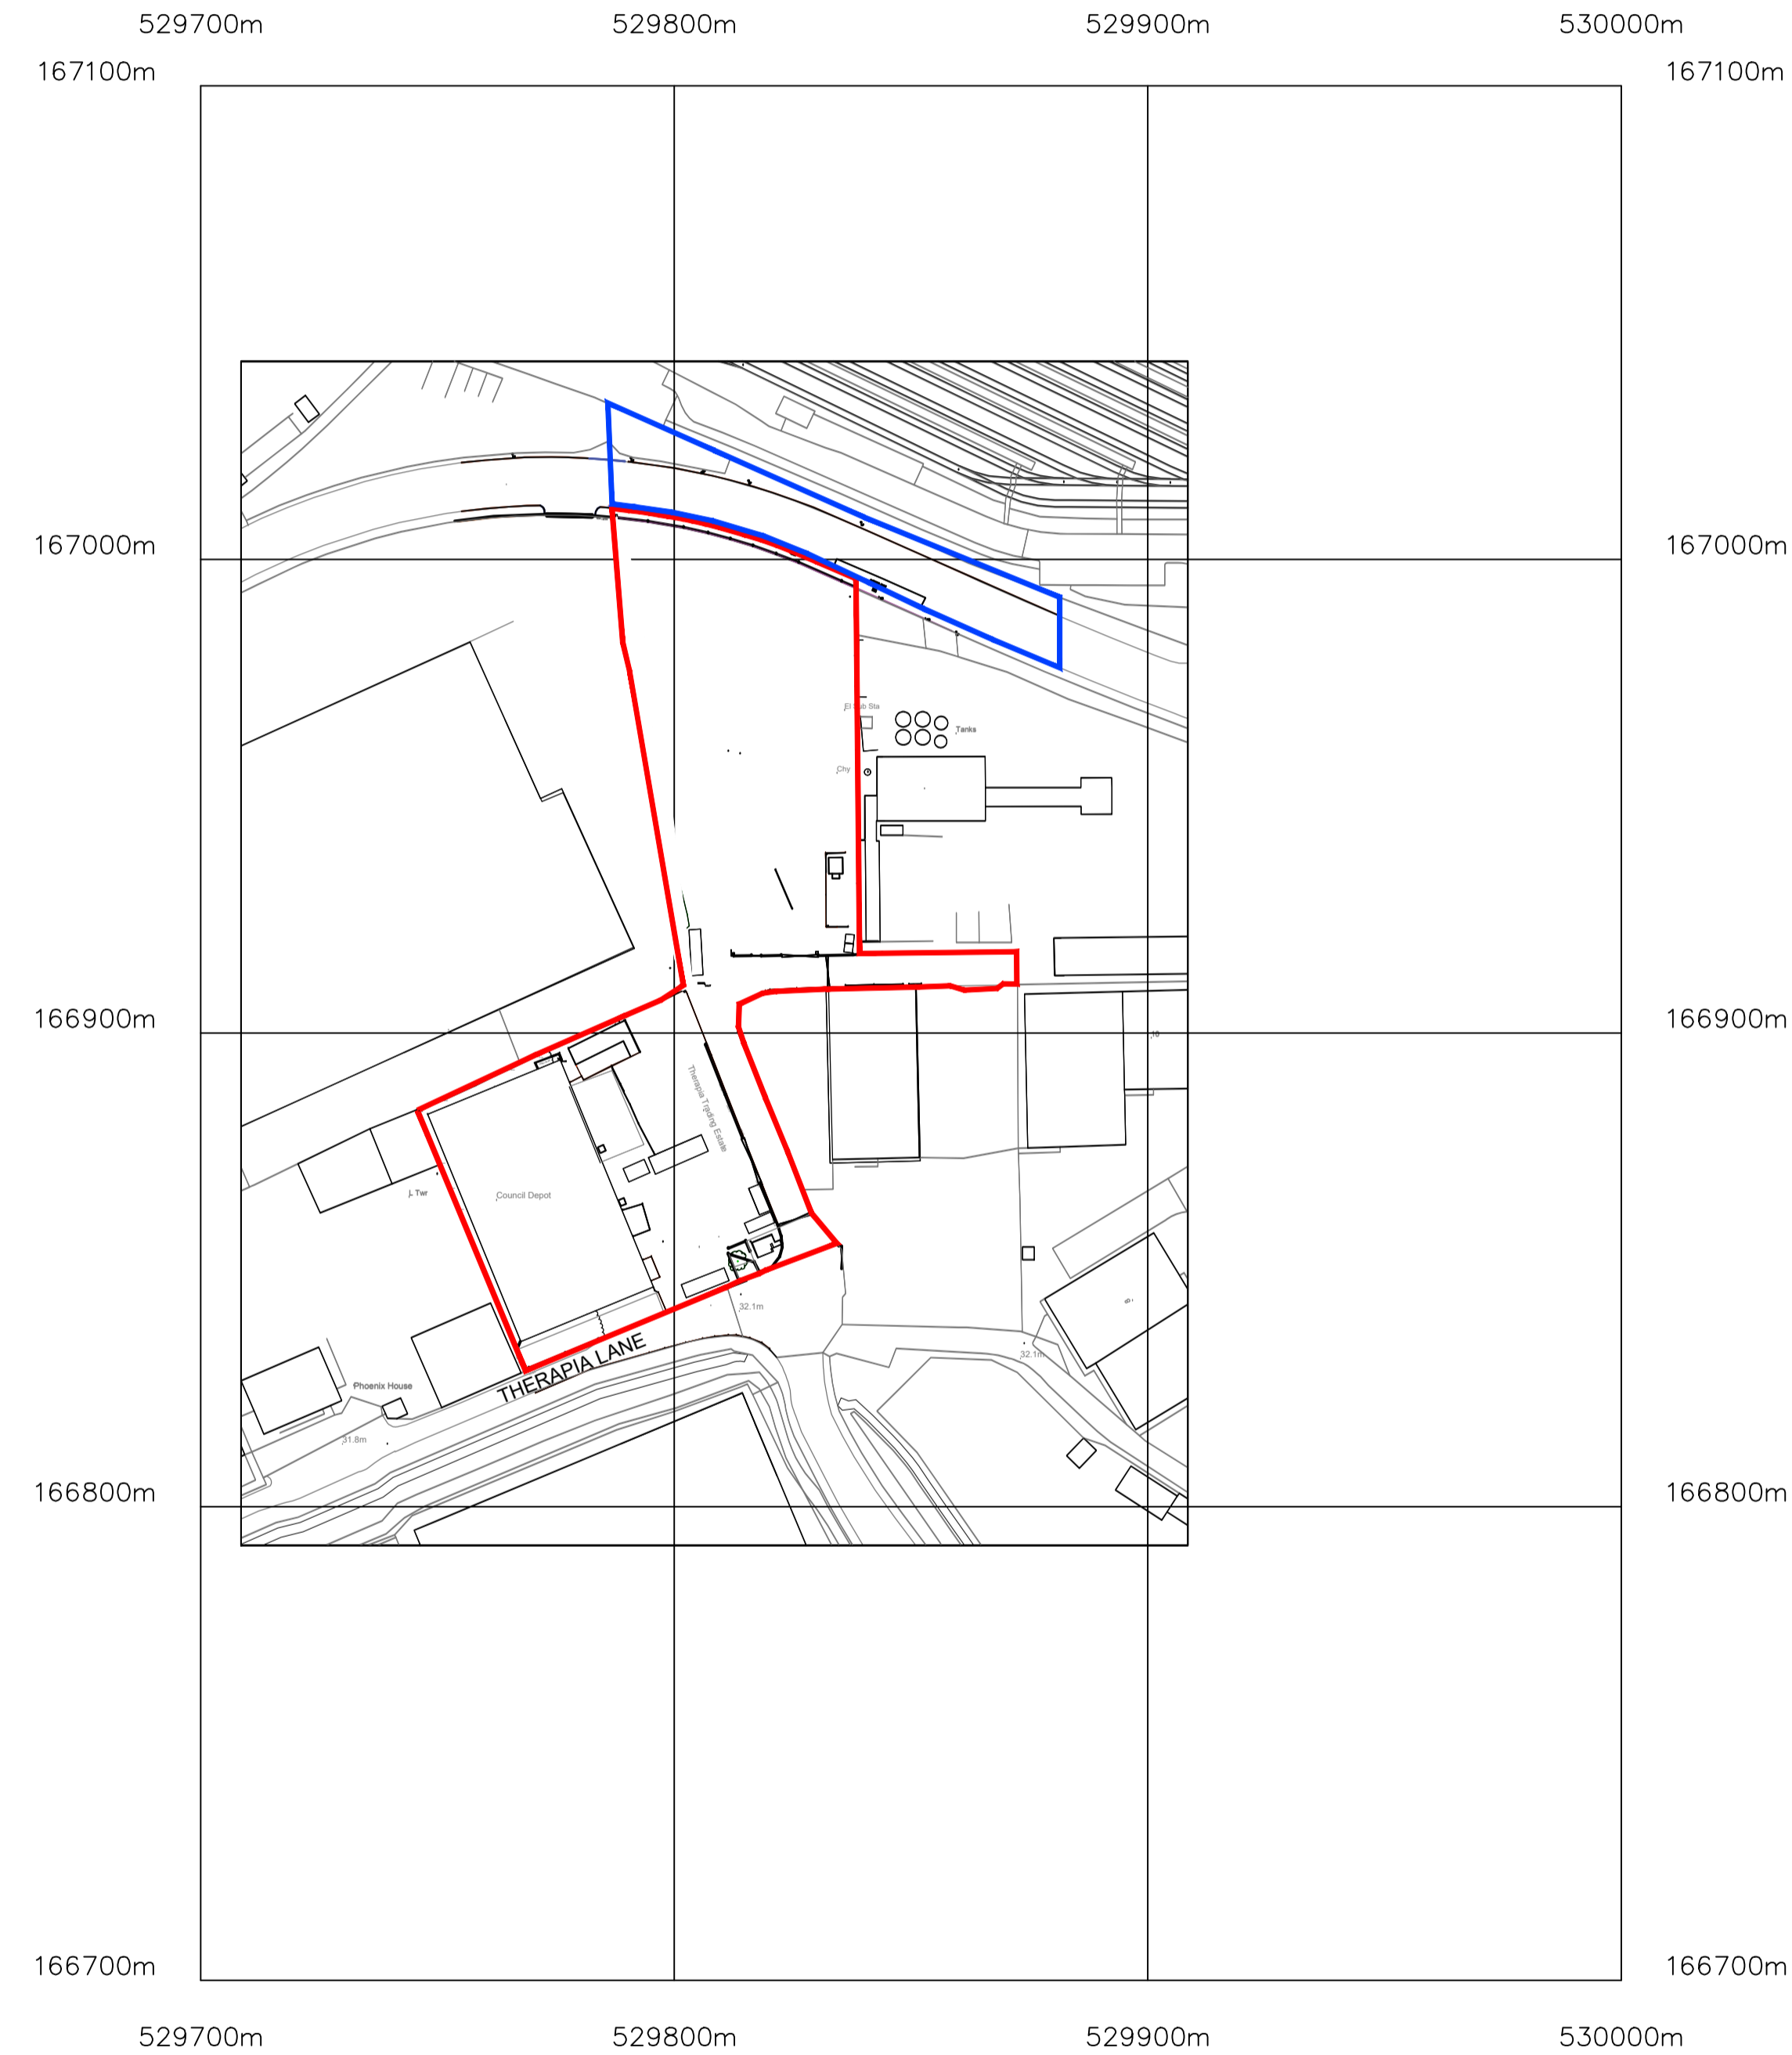 529700m 529800m 529900m 530000m
167100m 167100m
167000m 167000m
El Sub Sta
Tanks
Chy
166900m 166900m
10
Therapia Trading Estate
L Twr
Council Depot
32.1m
9
THERAPIA LANE
32.1m
Phoenix House
31.8m
166800m 166800m
166700m 166700m
529700m 529800m 529900m 530000m